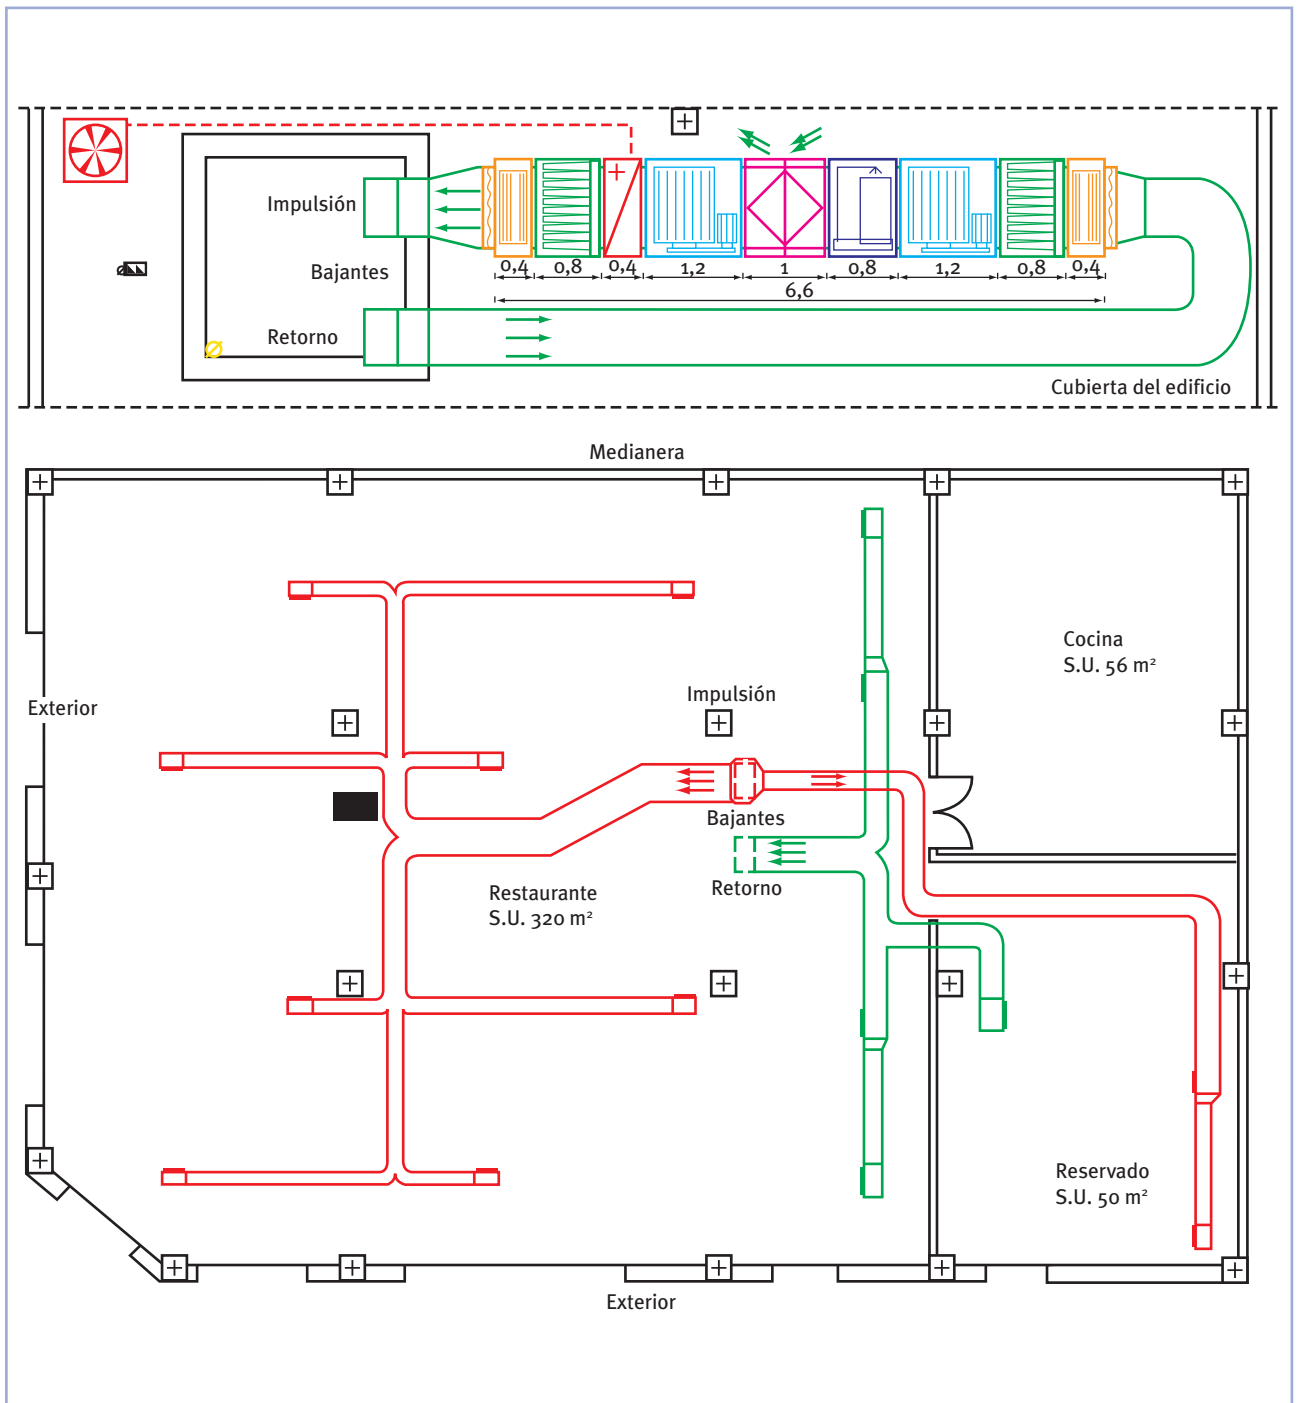 Impulsión
Bajantes
Retorno
0,4 0,8 0,4 1,2 1 0,8 1,2 0,8 0,4
6,6
Cubierta del edificio
Medianera
Cocina
S.U. 56 m²
Exterior
Impulsión
Bajantes
Retorno
Restaurante
S.U. 320 m²
Reservado
S.U. 50 m²
Exterior